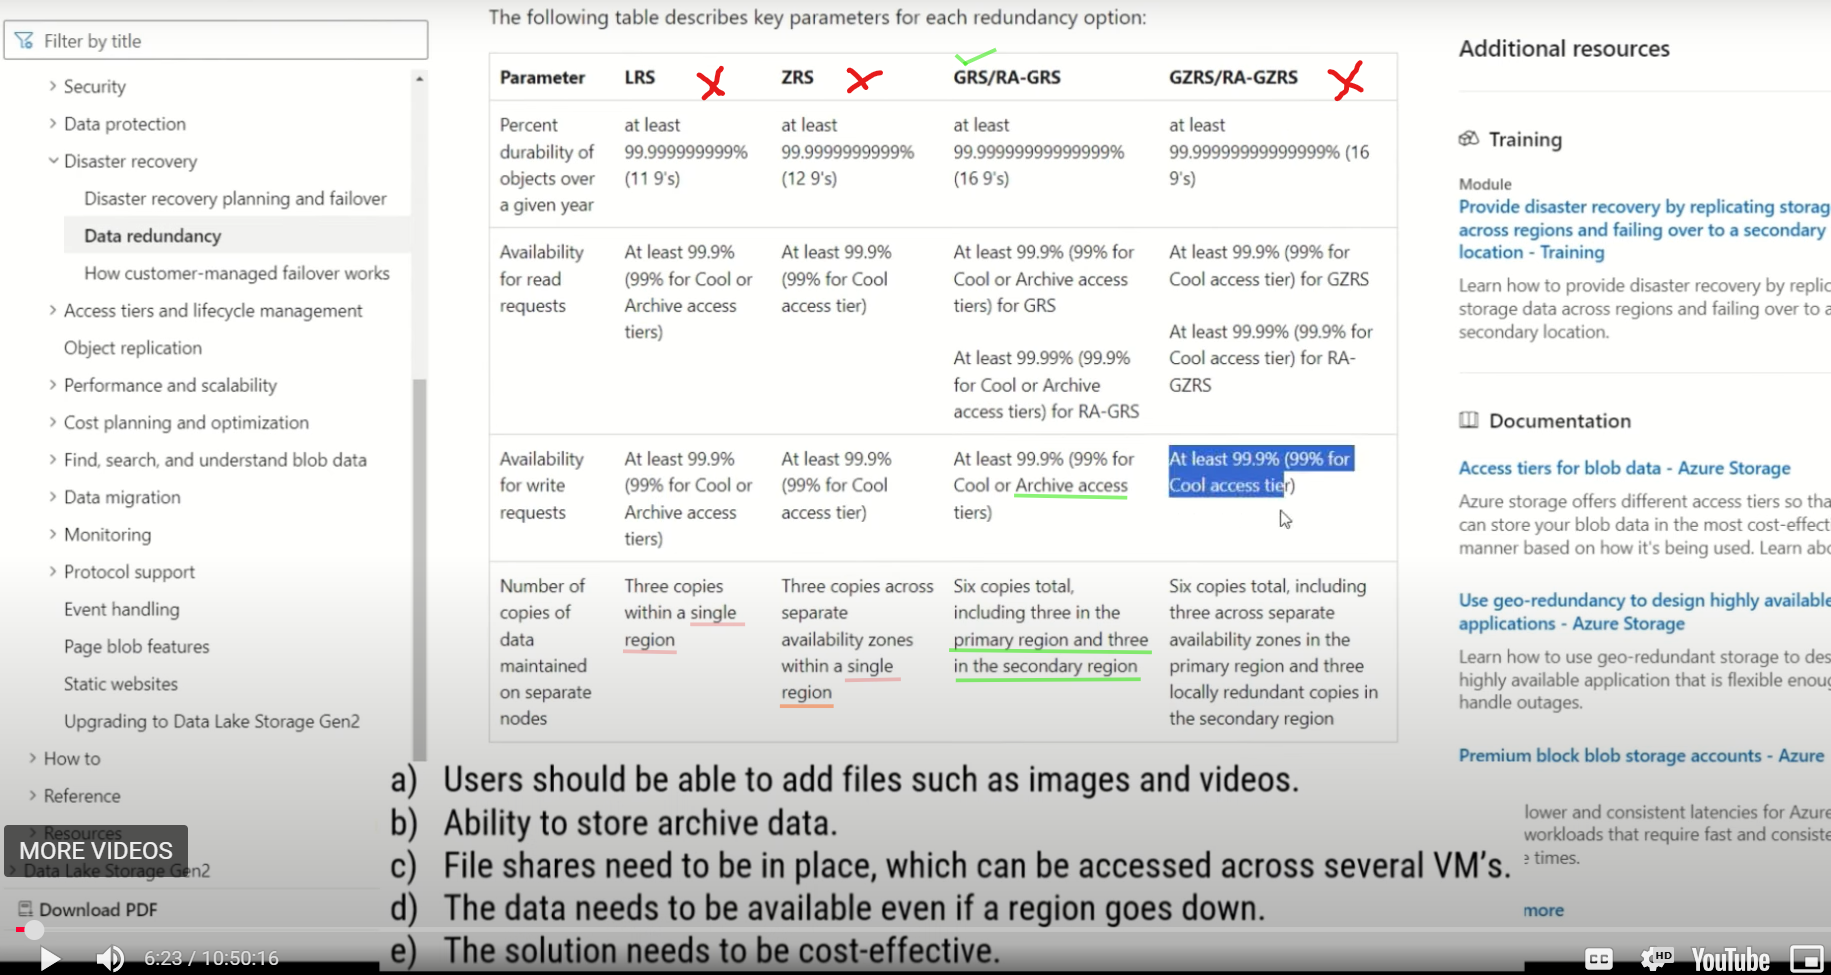 The following table describes key parameters for each redundancy option:
Filter by title
Security
Data protection
Disaster recovery
Disaster recovery planning and failover
Data redundancy
How customer-managed failover works
Access tiers and lifecycle management
Object replication
Performance and scalability
Cost planning and optimization
Find, search, and understand blob data
Data migration
Monitoring
Protocol support
Event handling
Page blob features
Static websites
Upgrading to Data Lake Storage Gen2
How to
Reference
Resources
MORE VIDEOS
Data Lake Storage Gen2
Download PDF
Parameter LRS ZRS GRS/RA-GRS GZRS/RA-GZRS
Percent
durability of
objects over
a given year
at least
99.999999999%
(11 9's)
at least
99.9999999999%
(12 9's)
at least
99.99999999999999%
(16 9's)
at least
99.99999999999999% (16
9's)
Availability
for read
requests
At least 99.9%
(99% for Cool or
Archive access
tiers)
At least 99.9%
(99% for Cool
access tier)
At least 99.9% (99% for
Cool or Archive access
tiers) for GRS
At least 99.99% (99.9%
for Cool or Archive
access tiers) for RA-GRS
At least 99.9% (99% for
Cool access tier) for GZRS
At least 99.99% (99.9% for
Cool access tier) for RA-
GZRS
Availability
for write
requests
At least 99.9%
(99% for Cool or
Archive access
tiers)
At least 99.9%
(99% for Cool
access tier)
At least 99.9% (99% for
Cool or Archive access
tiers)
At least 99.9% (99% for
Cool access tier)
Number of
copies of
data
maintained
on separate
nodes
Three copies
within a single
region
Three copies across
separate
availability zones
within a single
region
Six copies total,
including three in the
primary region and three
in the secondary region
Six copies total, including
three across separate
availability zones in the
primary region and three
locally redundant copies in
the secondary region
Additional resources
Training
Module
Provide disaster recovery by replicating storag
across regions and failing over to a secondary
location - Training
Learn how to provide disaster recovery by replic
storage data across regions and failing over to a
secondary location.
Documentation
Access tiers for blob data - Azure Storage
Azure storage offers different access tiers so tha
can store your blob data in the most cost-effect
manner based on how it's being used. Learn abo
Use geo-redundancy to design highly available
applications - Azure Storage
Learn how to use geo-redundant storage to des
highly available application that is flexible enoug
handle outages.
Premium block blob storage accounts - Azure
lower and consistent latencies for Azure
workloads that require fast and consiste
e times.
more
a) Users should be able to add files such as images and videos.
b) Ability to store archive data.
c) File shares need to be in place, which can be accessed across several VM's.
d) The data needs to be available even if a region goes down.
e) The solution needs to be cost-effective.
6:23 / 10:50:16
CC
HD
YouTube